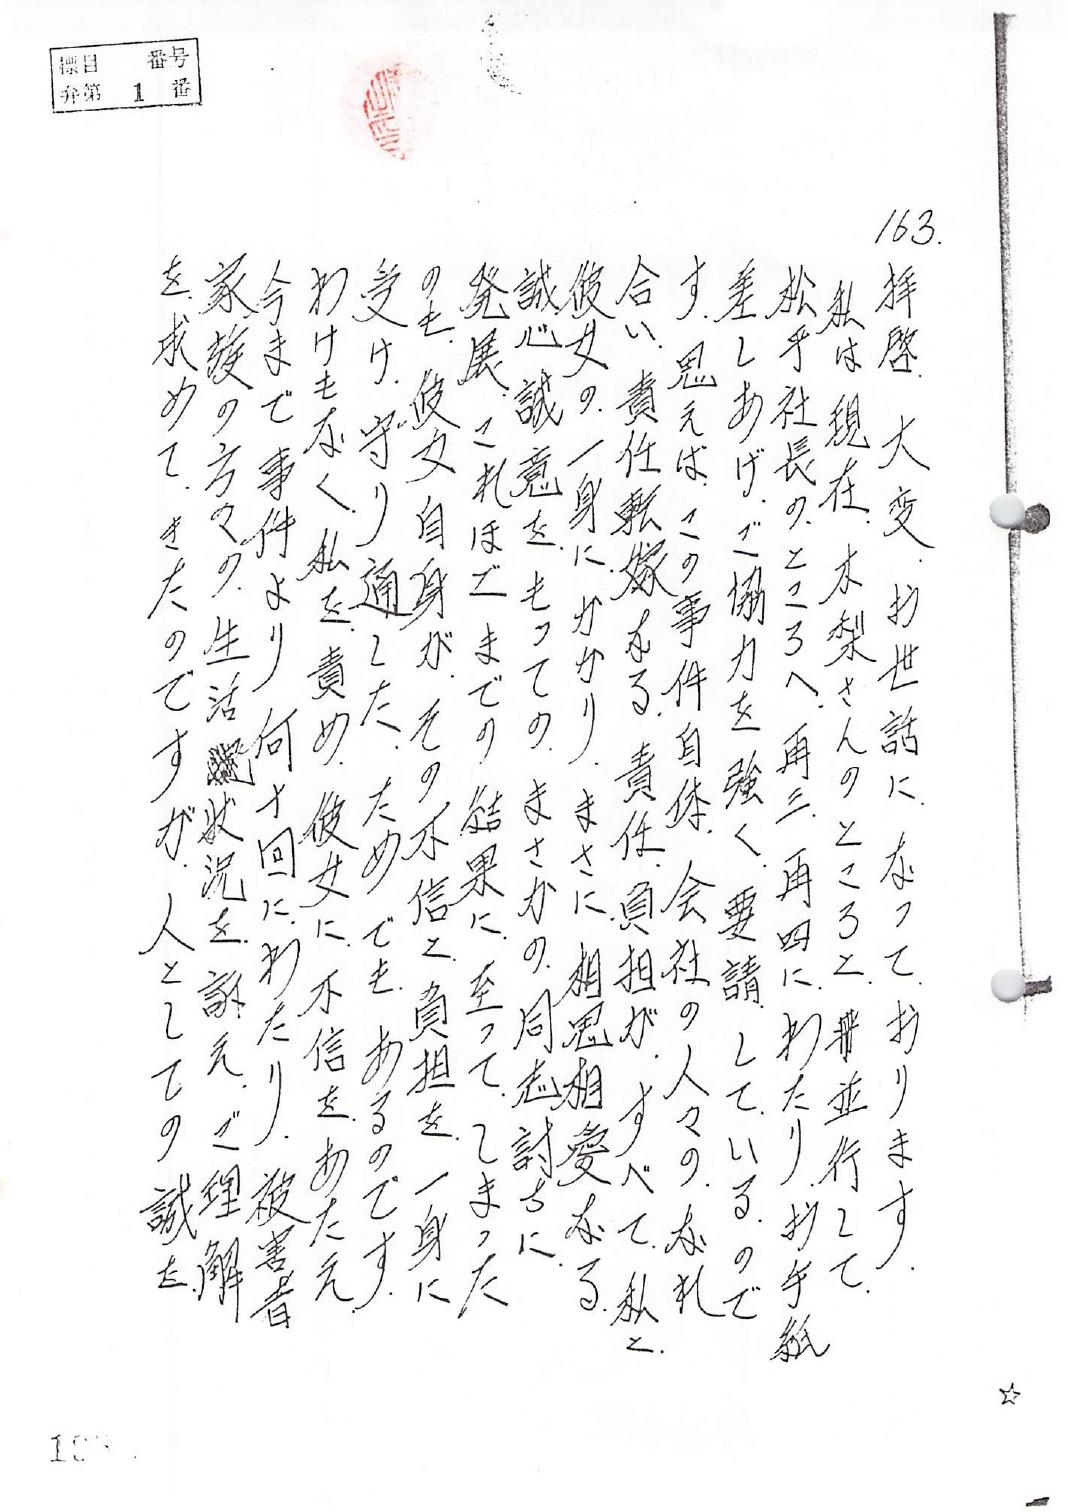 標目 番号
弁第 1 番
163.
拝啓、大変、お世話に、なって、おります。
私は現在、木梨さんのところと、並行して、
松平社長の、ところへ、再三、再四に、わたり、お手紙
差しあげ、ご協力を強く、要請、して、いる、ので
す、思えば、この事件自体、会社の人々の、なれ
合い、責任転嫁なる、責任、負担が、すべて、私と、
彼女の、一身に、かかり、まさに、相思相愛なる、
誠心誠意を、もっての、まさかの、同志討ちに、
発展、これほどまでの結果に、至って、しまった
のも、彼女自身が、その不信と、負担を、一身に
受け、守り通した、ためでも、あるのです。
わけもなく、私を、責め、彼女に、不信を、あたえ、
今まで事件より、何十回に、わたり、被害者
家族の方々の、生活状況を、訴え、ご理解
を、求めて、きたのですが、人としての誠を、
☆